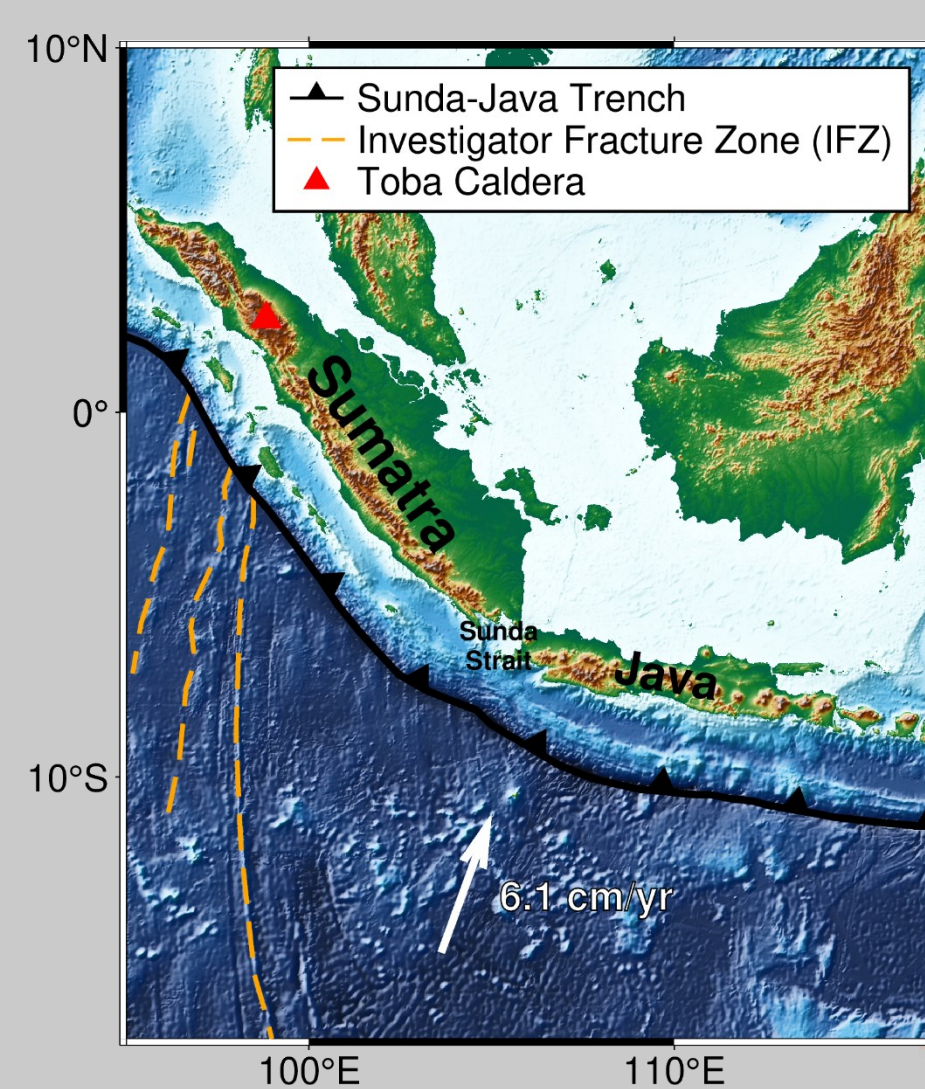 10°N
Sunda-Java Trench
Investigator Fracture Zone (IFZ)
Toba Caldera
Sumatra
0°
Sunda
Strait
Java
10°S
6.1 cm/yr
100°E
110°E